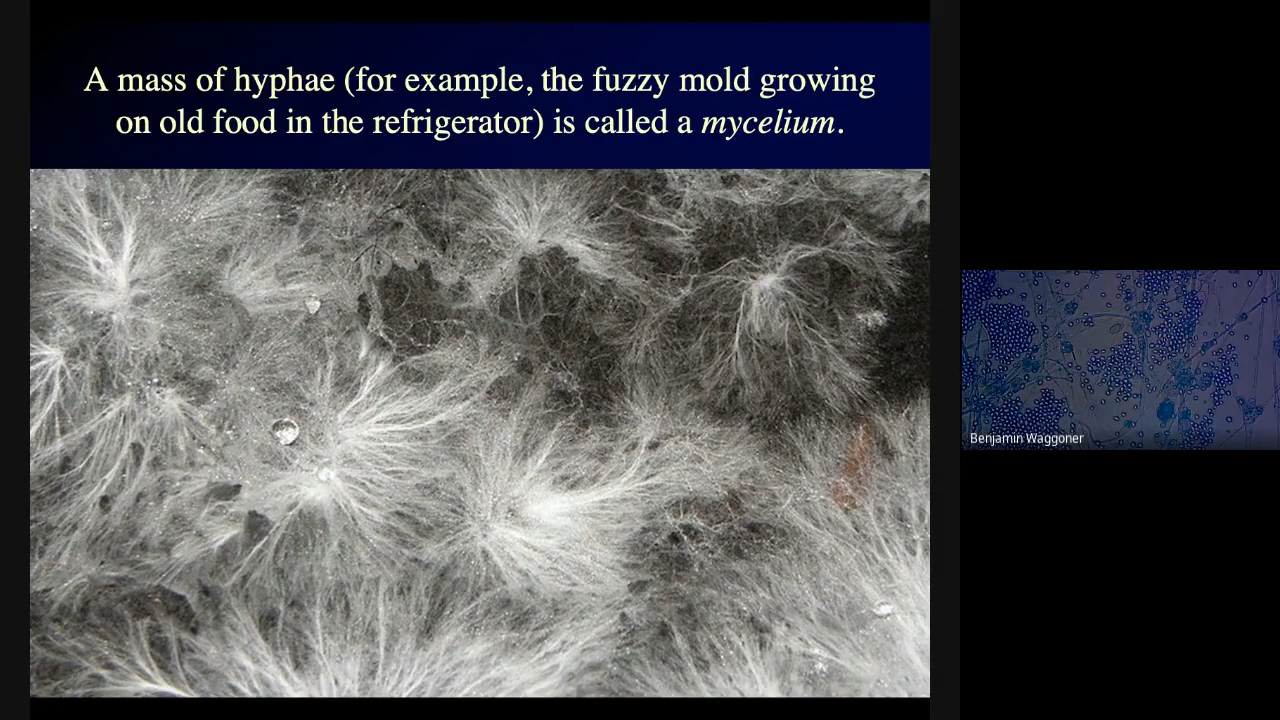 A mass of hyphae (for example, the fuzzy mold growing
on old food in the refrigerator) is called a mycelium.
Benjamin Waggoner